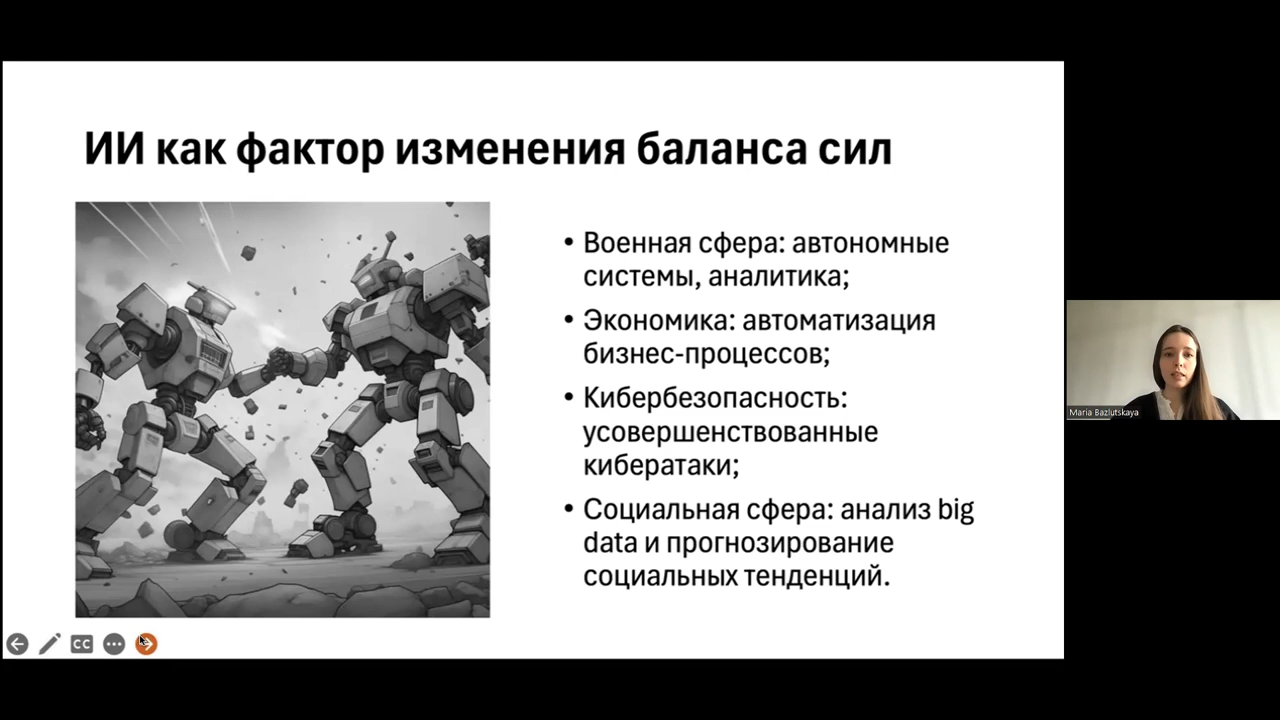 ИИ как фактор изменения баланса сил
• Военная сфера: автономные
системы, аналитика;
• Экономика: автоматизация
бизнес-процессов;
• Кибербезопасность:
усовершенствованные
кибератаки;
• Социальная сфера: анализ big
data и прогнозирование
социальных тенденций.
CC
Maria Bazlutskaya